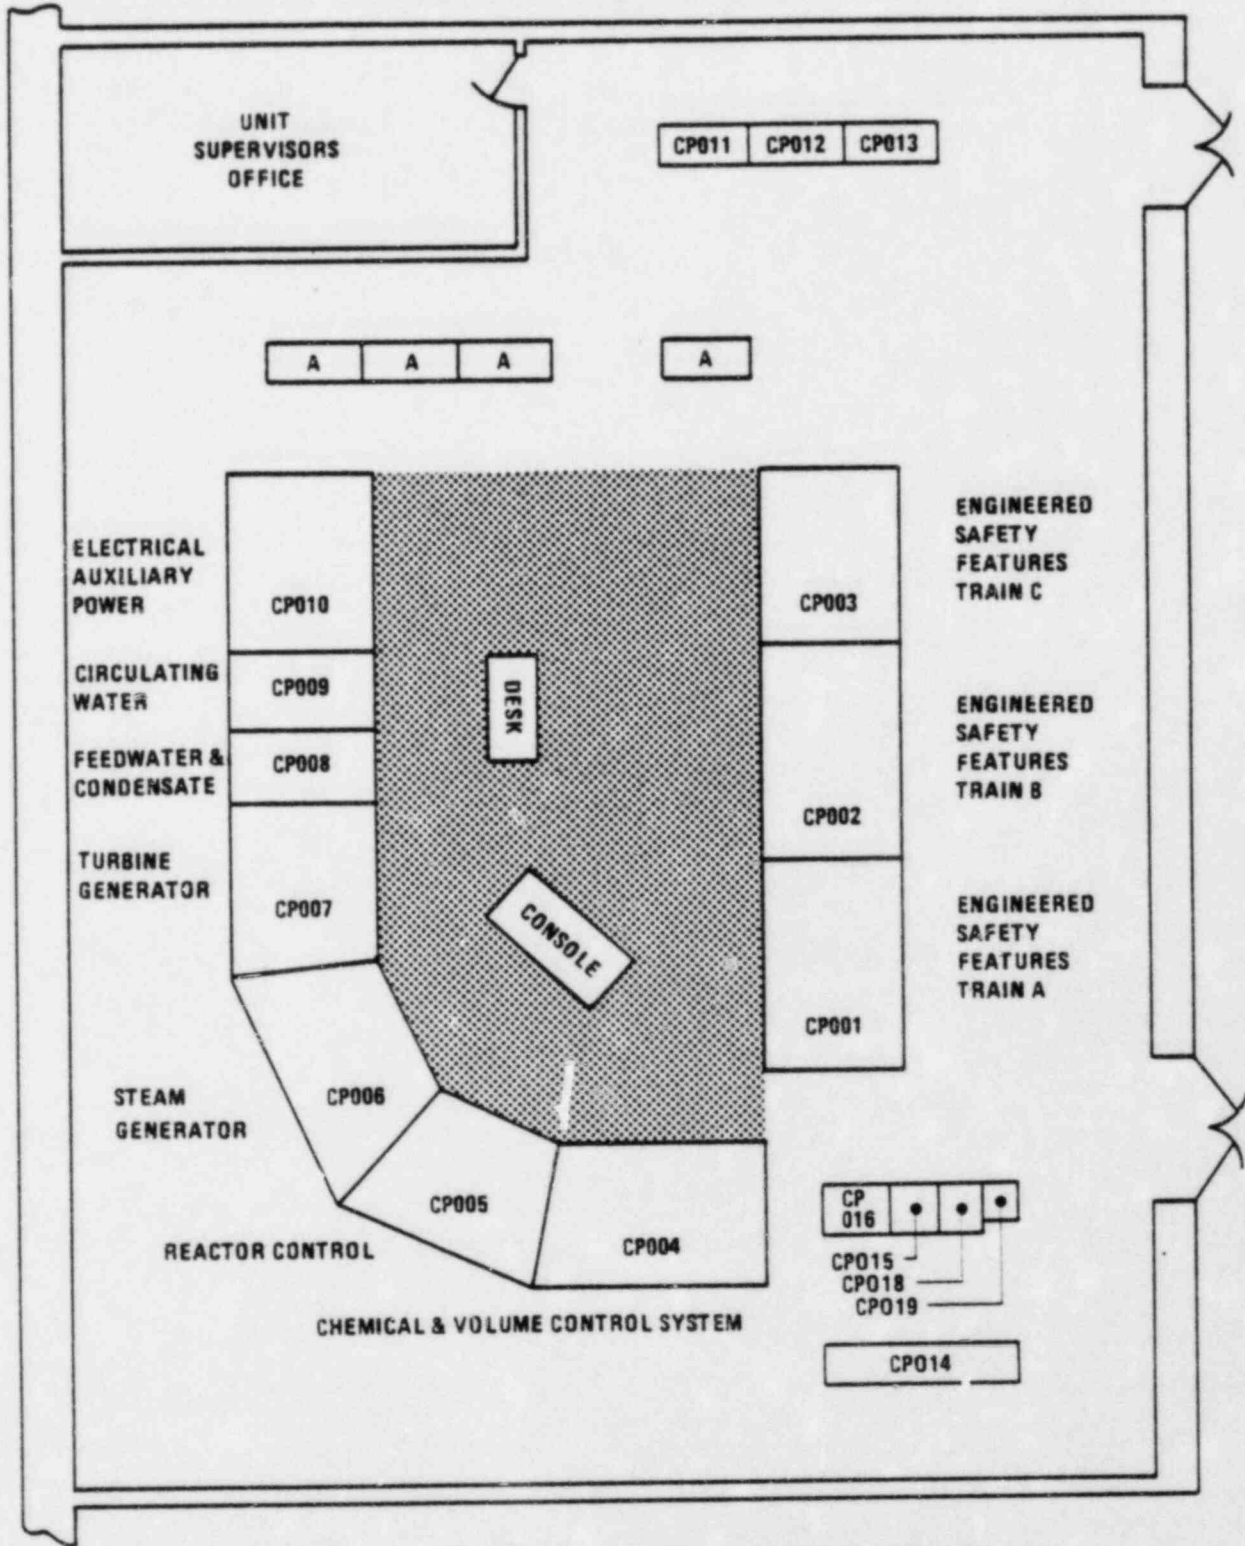 UNIT
SUPERVISORS
OFFICE
CP011 CP012 CP013
A A A A
ELECTRICAL
AUXILIARY
POWER
CP010
CIRCULATING
WATER
CP009
FEEDWATER &
CONDENSATE
CP008
TURBINE
GENERATOR
CP007
STEAM
GENERATOR
CP006
REACTOR CONTROL
CP005
CP004
CHEMICAL & VOLUME CONTROL SYSTEM
DESK
CONSOLE
CP003
ENGINEERED
SAFETY
FEATURES
TRAIN C
CP002
ENGINEERED
SAFETY
FEATURES
TRAIN B
CP001
ENGINEERED
SAFETY
FEATURES
TRAIN A
CP
016
CP015
CP018
CP019
CP014